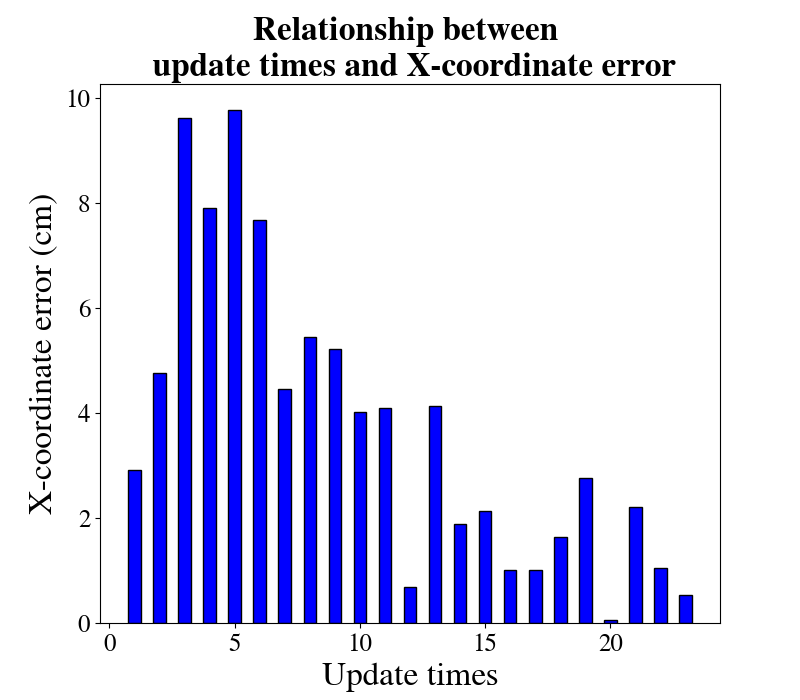 Relationship between
update times and X-coordinate error
10
8
6
4
2
0
X-coordinate error (cm)
0 5 10 15 20
Update times